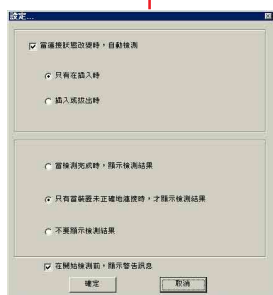 設定...
當連接狀態改變時，自動檢測
只有在插入時
插入或拔出時
當檢測完成時，顯示檢測結果
只有當裝置未正確地連接時，才顯示檢測結果
不要顯示檢測結果
在開始檢測前，顯示警告訊息
確定
取消